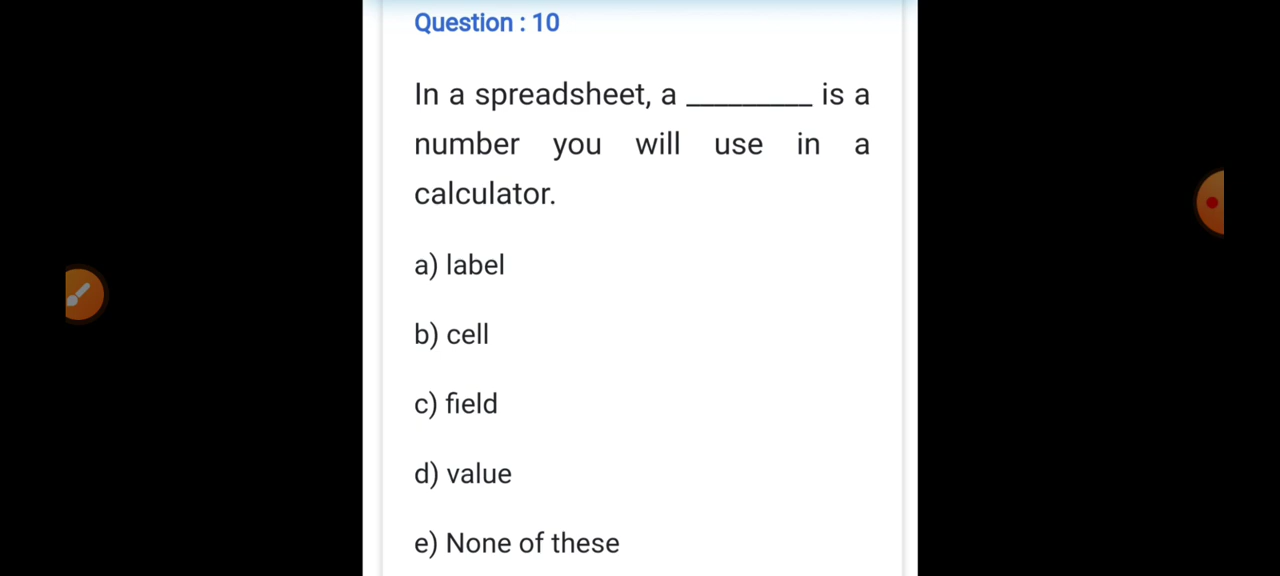 Question : 10
In a spreadsheet, a ________ is a
number you will use in a
calculator.
a) label
b) cell
c) field
d) value
e) None of these